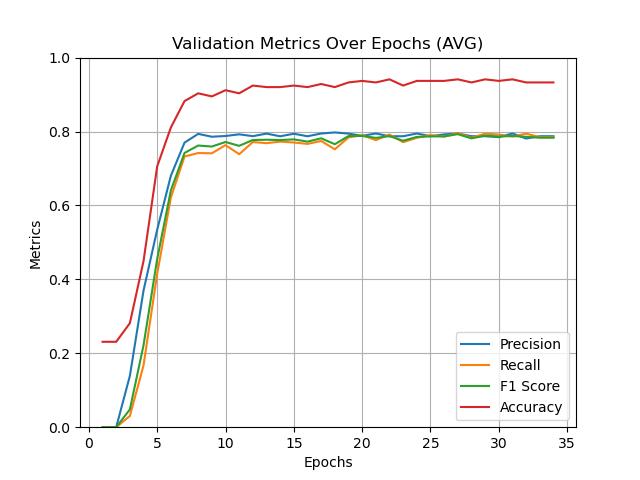 Validation Metrics Over Epochs (AVG)
1.0
0.8
0.6
0.4
0.2
0.0
Metrics
0 5 10 15 20 25 30 35
Epochs
Precision
Recall
F1 Score
Accuracy